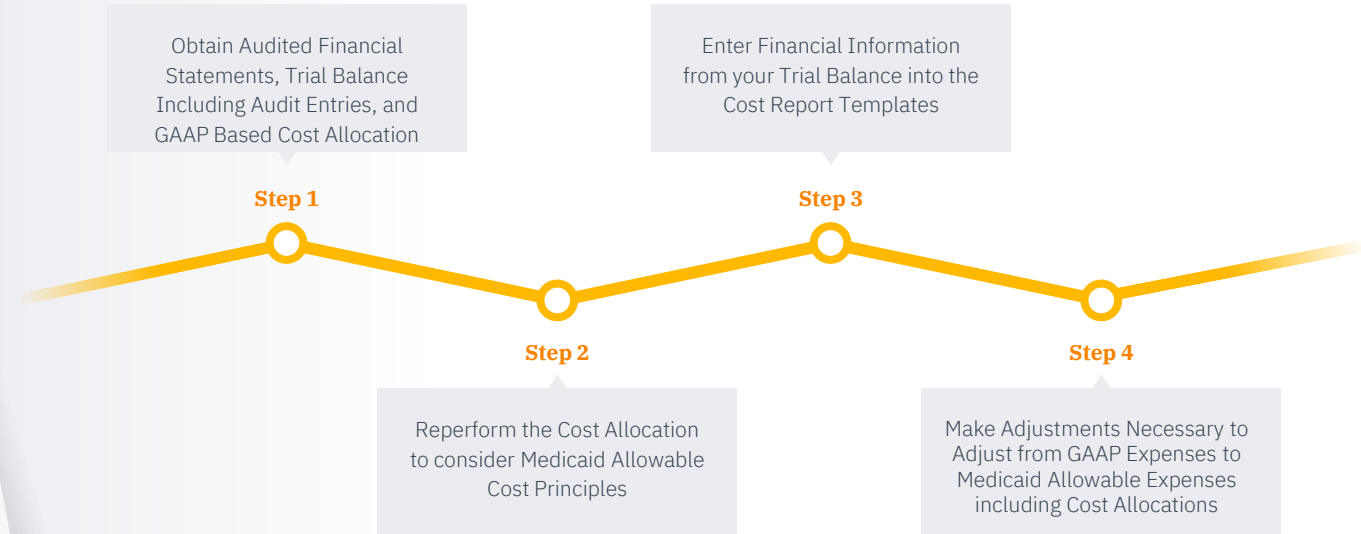 Obtain Audited Financial
Statements, Trial Balance
Including Audit Entries, and
GAAP Based Cost Allocation
Step 1
Step 2
Reperform the Cost Allocation
to consider Medicaid Allowable
Cost Principles
Enter Financial Information
from your Trial Balance into the
Cost Report Templates
Step 3
Step 4
Make Adjustments Necessary to
Adjust from GAAP Expenses to
Medicaid Allowable Expenses
including Cost Allocations